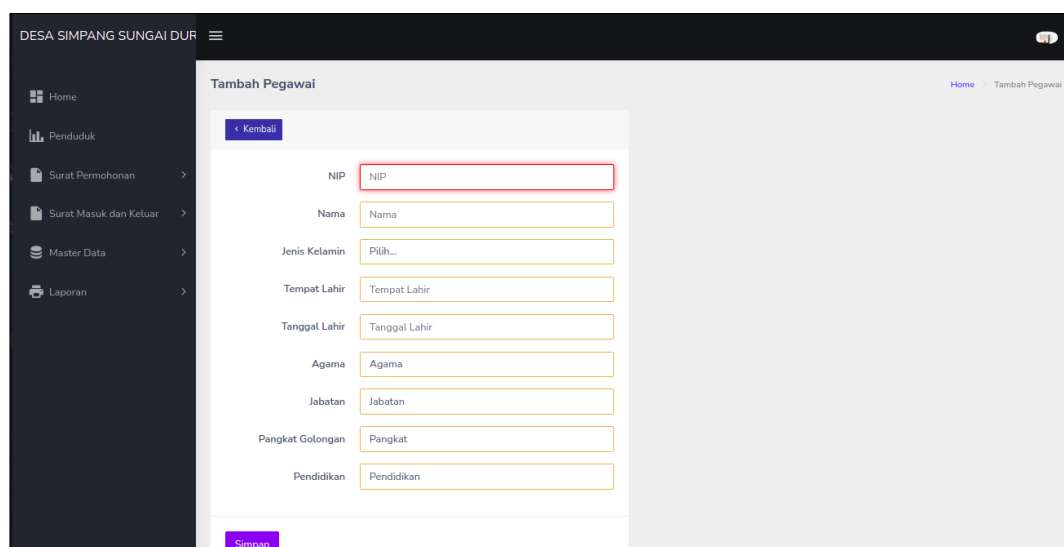 DESA SIMPANG SUNGAI DUR
Tambah Pegawai
Home > Tambah Pegawai
Home
Penduduk
Surat Permohonan
Surat Masuk dan Keluar
Master Data
Laporan
< Kembali
NIP NIP
Nama Nama
Jenis Kelamin Pilih...
Tempat Lahir Tempat Lahir
Tanggal Lahir Tanggal Lahir
Agama Agama
Jabatan Jabatan
Pangkat Golongan Pangkat
Pendidikan Pendidikan
Simpan